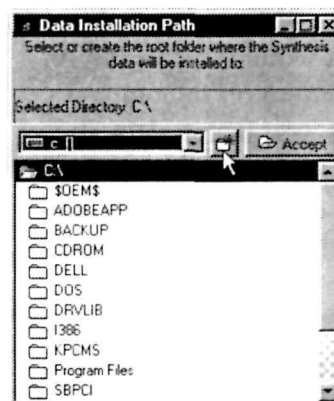 Data Installation Path
Select or create the root folder where the Synthesis
data will be installed to.
Selected Directory: C:\
c: []
Accept
C:\
$OEM$
ADOBEAPP
BACKUP
CDROM
DELL
DOS
DRVLIB
I386
KPCMS
Program Files
SBPCI